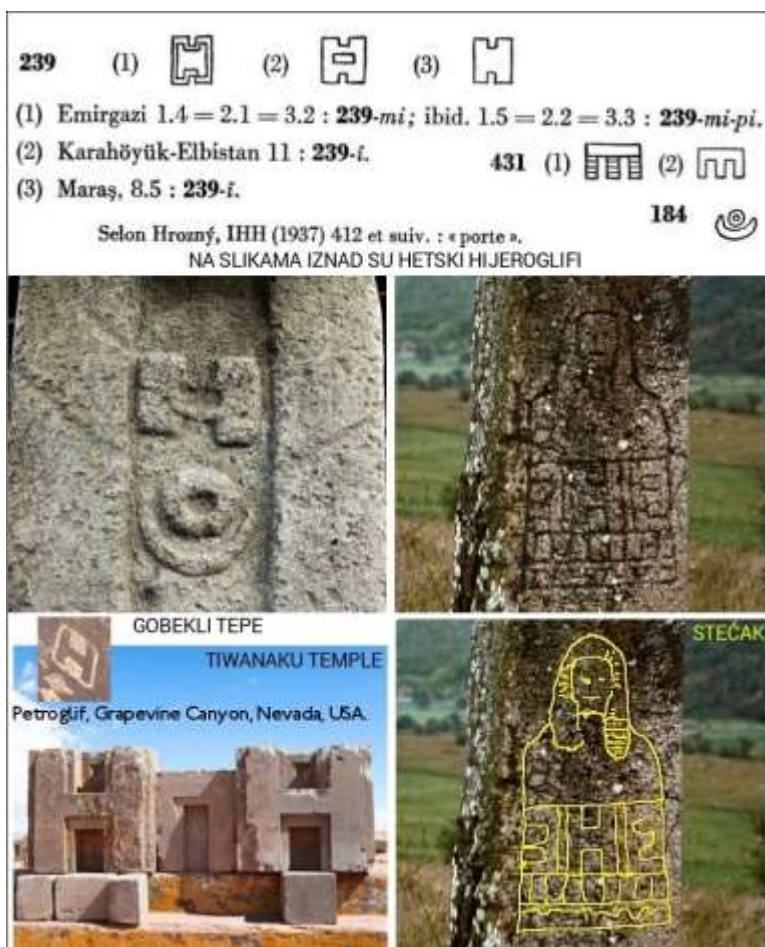 239 (1) (2) (3)
(1) Emirgazi 1.4 = 2.1 = 3.2 : 239-mi; ibid. 1.5 = 2.2 = 3.3 : 239-mi-pi.
(2) Karahöyük-Elbistan 11 : 239-í.
431 (1) (2)
(3) Maraş, 8.5 : 239-í.
184
Selon Hrozný, IHH (1937) 412 et suiv. : « porte ».
NA SLIKAMA IZNAD SU HETSKI HIJEROGLIFI
GOBEKLI TEPE
STEĆAK
TIWANAKU TEMPLE
Petroglif, Grapevine Canyon, Nevada, USA.